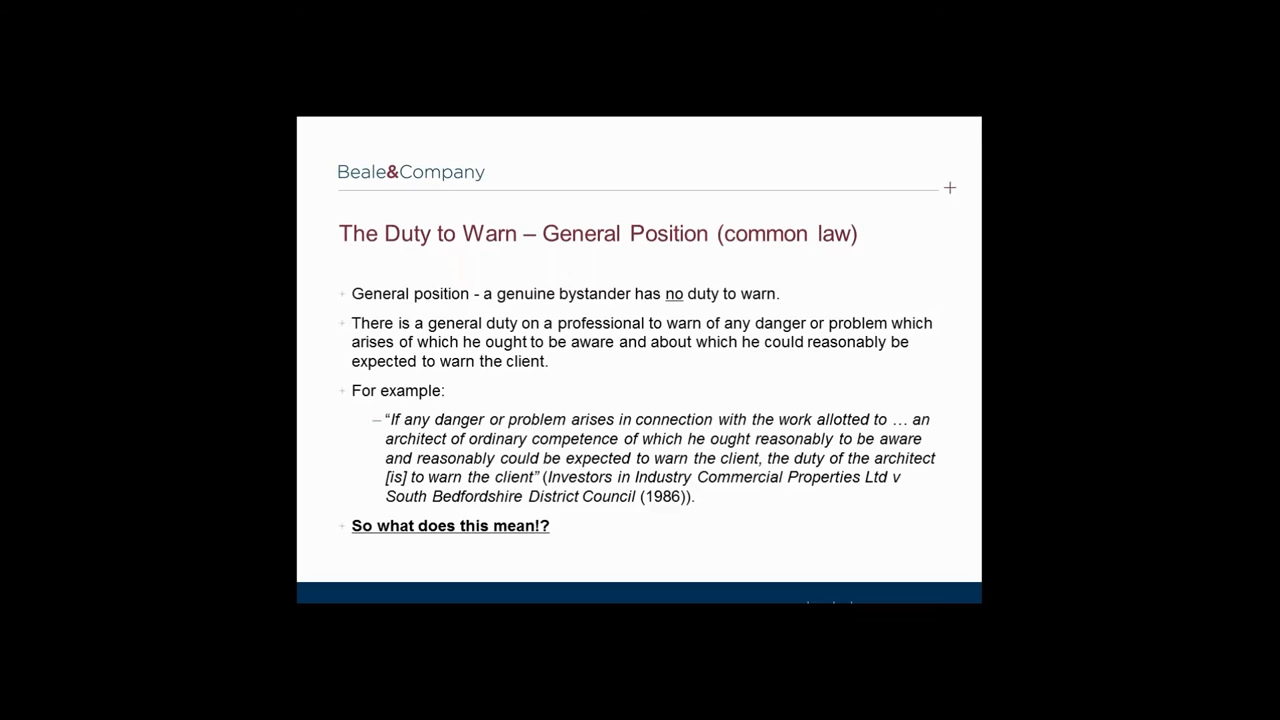 Beale&Company
The Duty to Warn – General Position (common law)
General position - a genuine bystander has no duty to warn.
There is a general duty on a professional to warn of any danger or problem which
arises of which he ought to be aware and about which he could reasonably be
expected to warn the client.
For example:
– “If any danger or problem arises in connection with the work allotted to … an
architect of ordinary competence of which he ought reasonably to be aware
and reasonably could be expected to warn the client, the duty of the architect
[is] to warn the client” (Investors in Industry Commercial Properties Ltd v
South Bedfordshire District Council (1986)).
So what does this mean!?